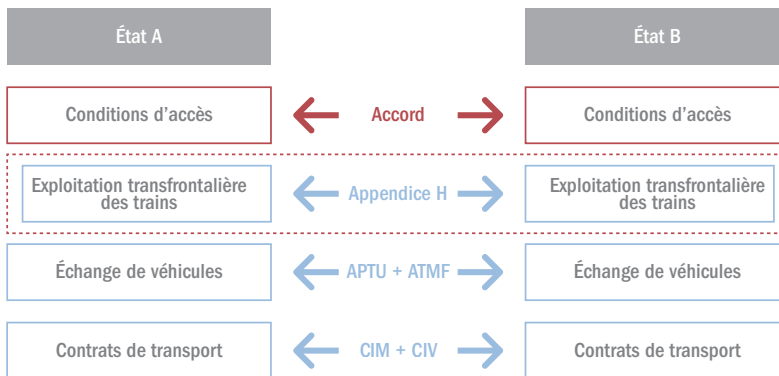 État A
État B
Conditions d'accès
Accord
Conditions d'accès
Exploitation transfrontalière
des trains
Appendice H
Exploitation transfrontalière
des trains
Échange de véhicules
APTU + ATMF
Échange de véhicules
Contrats de transport
CIM + CIV
Contrats de transport